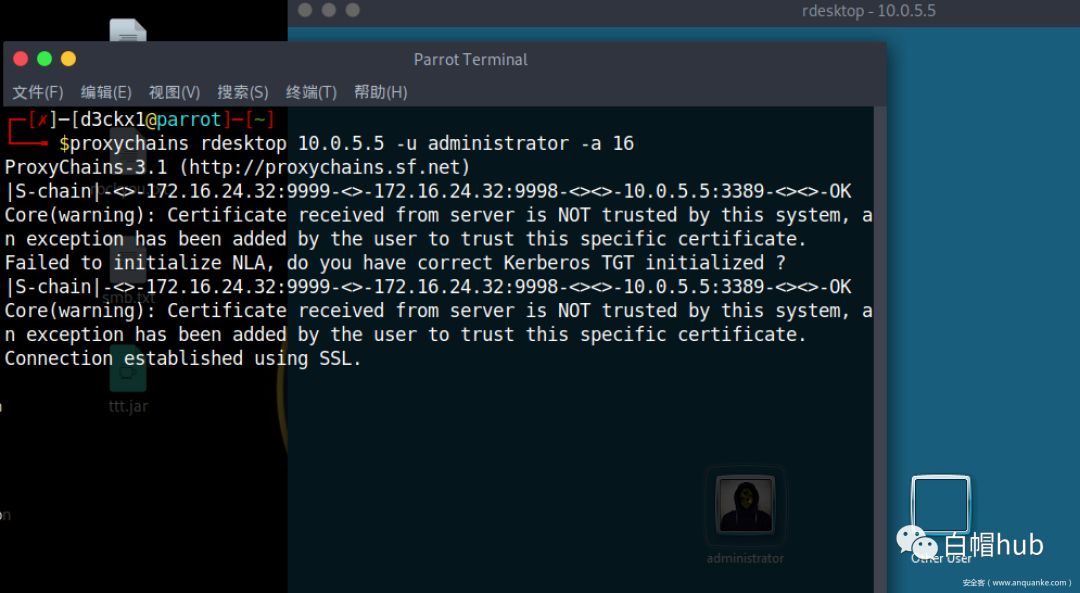 rdesktop - 10.0.5.5
Parrot Terminal
文件(F) 编辑(E) 视图(V) 搜索(S) 终端(T) 帮助(H)
[✗]─[d3ckx1@parrot]─[~]
$proxychains rdesktop 10.0.5.5 -u administrator -a 16
ProxyChains-3.1 (http://proxychains.sf.net)
|S-chain|-<>-172.16.24.32:9999-<>-172.16.24.32:9998-<><>-10.0.5.5:3389-<><>-OK
Core(warning): Certificate received from server is NOT trusted by this system, a
n exception has been added by the user to trust this specific certificate.
Failed to initialize NLA, do you have correct Kerberos TGT initialized ?
|S-chain|-<>-172.16.24.32:9999-<>-172.16.24.32:9998-<><>-10.0.5.5:3389-<><>-OK
smb.txt
Core(warning): Certificate received from server is NOT trusted by this system, a
n exception has been added by the user to trust this specific certificate.
Connection established using SSL.
ttt.jar
administrator
Other User
白帽hub
安全客（www.anquanke.com）